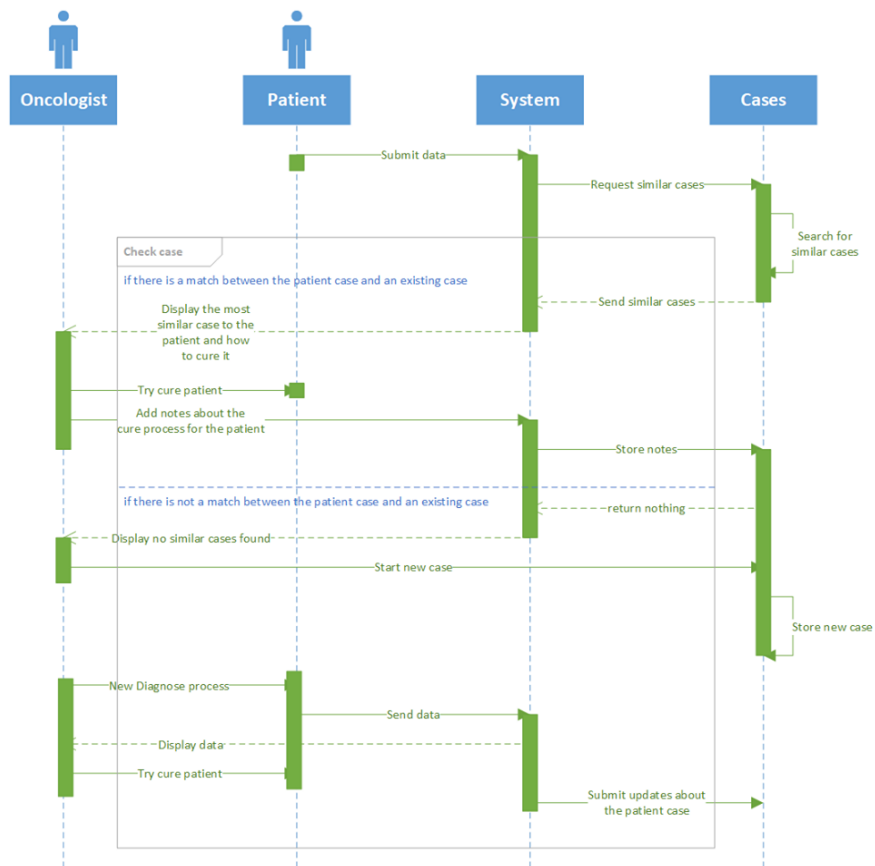 Oncologist
Patient
System
Cases
Submit data
Request similar cases
Search for
similar cases
Check case
if there is a match between the patient case and an existing case
Send similar cases
Display the most
similar case to the
patient and how
to cure it
Try cure patient
Add notes about the
cure process for the patient
Store notes
if there is not a match between the patient case and an existing case
return nothing
Display no similar cases found
Start new case
Store new case
New Diagnose process
Send data
Display data
Try cure patient
Submit updates about
the patient case